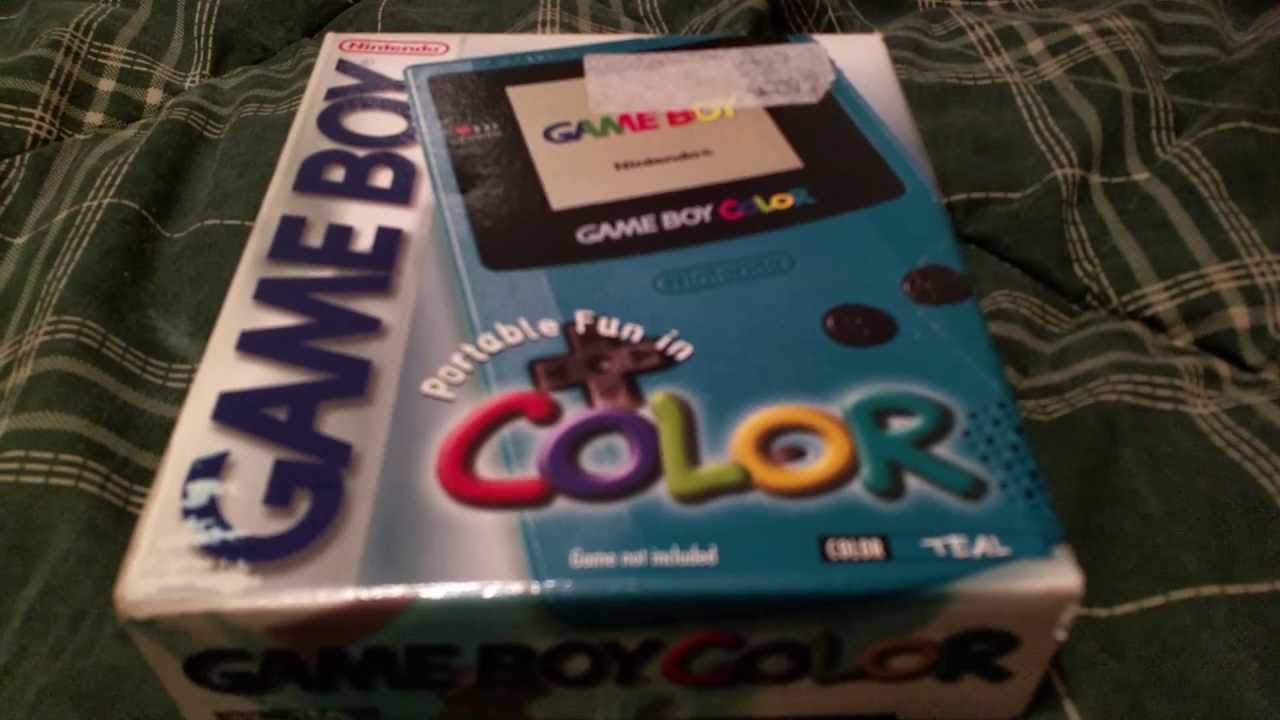 Nintendo
GAME BOY
GAME BOY
GAME BOY COLOR
Nintendo
Portable Fun in
COLOR
Game not included
COLOR TEAL
GAME BOY COLOR